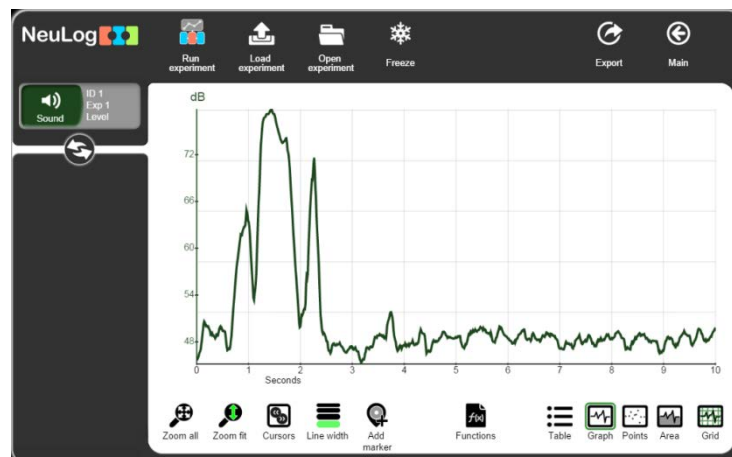 NeuLog
Run
experiment
Load
experiment
Open
experiment
Freeze
Export
Main
Sound
ID 1
Exp 1
Level
dB
72
66
60
54
48
0 1 2 3 4 5 6 7 8 9 10
Seconds
Zoom all
Zoom fit
Cursors
Line width
Add
marker
f(x)
Functions
Table
Graph
Points
Area
Grid